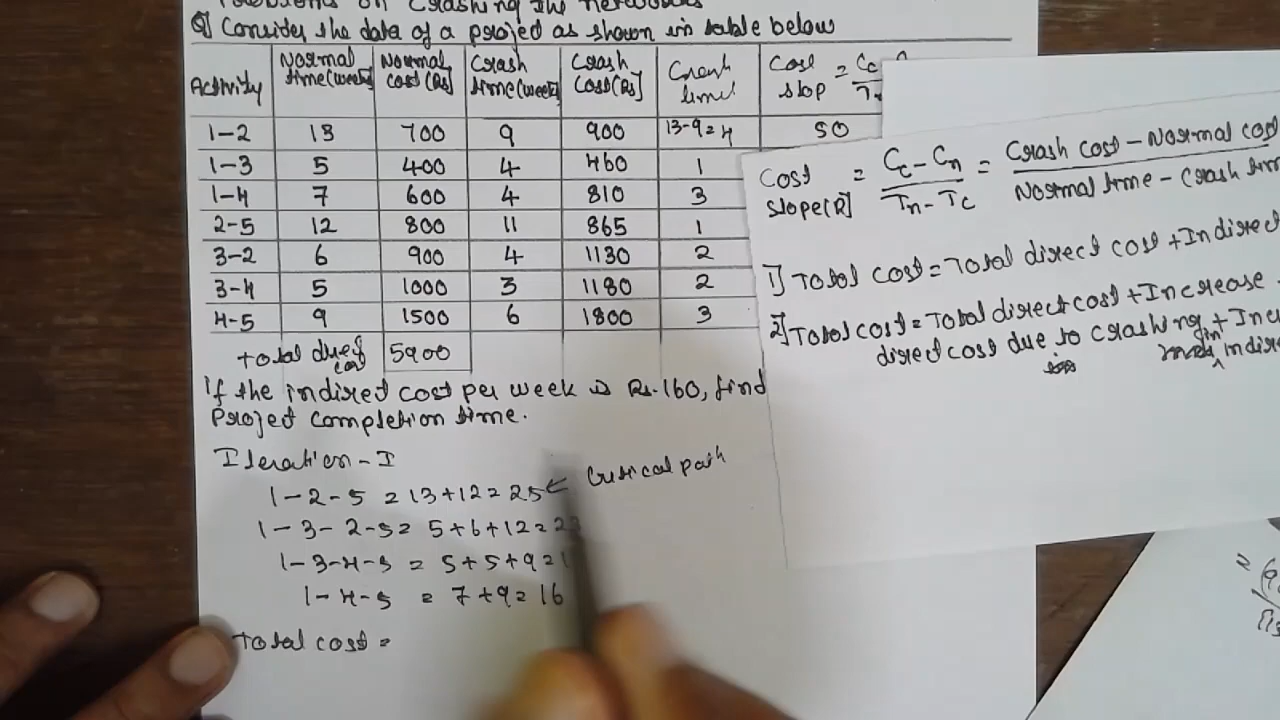 Problems on Crashing the networks
Q) Consider the data of a project as shown in table below
Activity Normal time(week) Normal cost(Rs) Crash time(week) Crash Cost(Rs) Crash time Cost slop = Cc
1-2 13 700 9 900 13-9=4 50
1-3 5 400 4 460 1
1-4 7 600 4 810 3
2-5 12 800 11 865 1
3-2 6 900 4 1130 2
3-4 5 1000 3 1180 2
4-5 9 1500 6 1800 3
Total 5900
If the indirect cost per week is Rs.160, find
Project completion time.
Iteration-I
1-2-5 = 13+12=25 ← Critical path
1-3-2-5= 5+6+12=23
1-3-4-5 = 5+5+9=1
1-4-5 = 7+9=16
Total cost =
Cost slope[R] = Cc-Cn / Tn-Tc = Crash cost-Normal cost / Normal time-Crash time
1) Total cost=Total direct cost+Indirect
2] Total cost=Total direct cost+Increase
direct cost due to crashing + Inc
in indire